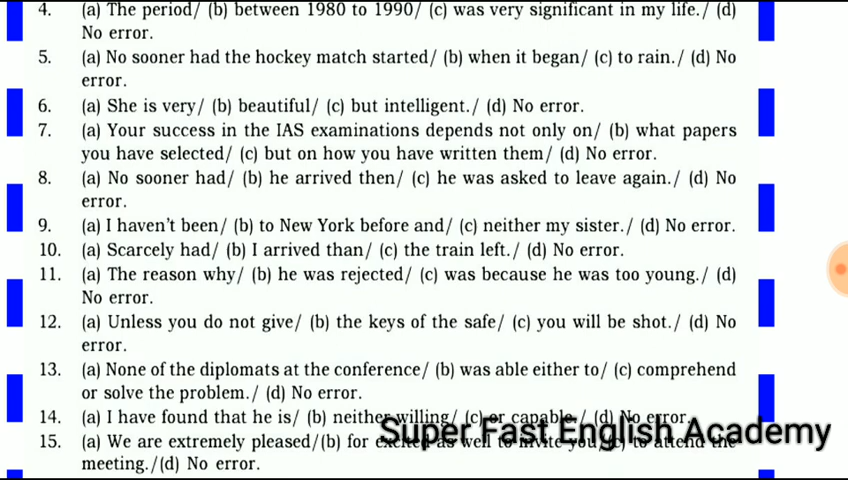 4. (a) The period/ (b) between 1980 to 1990/ (c) was very significant in my life./ (d)
No error.
5. (a) No sooner had the hockey match started/ (b) when it began/ (c) to rain./ (d) No
error.
6. (a) She is very/ (b) beautiful/ (c) but intelligent./ (d) No error.
7. (a) Your success in the IAS examinations depends not only on/ (b) what papers
you have selected/ (c) but on how you have written them/ (d) No error.
8. (a) No sooner had/ (b) he arrived then/ (c) he was asked to leave again./ (d) No
error.
9. (a) I haven't been/ (b) to New York before and/ (c) neither my sister./ (d) No error.
10. (a) Scarcely had/ (b) I arrived than/ (c) the train left./ (d) No error.
11. (a) The reason why/ (b) he was rejected/ (c) was because he was too young./ (d)
No error.
12. (a) Unless you do not give/ (b) the keys of the safe/ (c) you will be shot./ (d) No
error.
13. (a) None of the diplomats at the conference/ (b) was able either to/ (c) comprehend
or solve the problem./ (d) No error.
14. (a) I have found that he is/ (b) neither willing/ (c) or capable./ (d) No error.
Super Fast English Academy
15. (a) We are extremely pleased/(b) for excited as well to invite you/(c) to attend the
meeting./(d) No error.